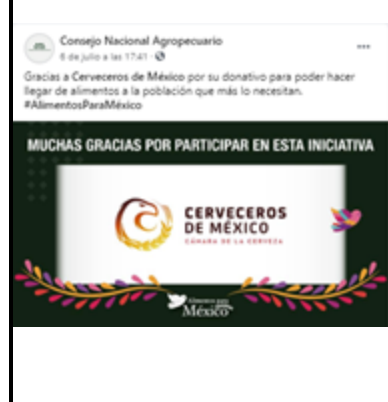 Consejo Nacional Agropecuario
6 de julio a las 17:41 ·
Gracias a Cerveceros de México por su donativo para poder hacer
llegar de alimentos a la población que más lo necesitan.
#AlimentosParaMéxico
MUCHAS GRACIAS POR PARTICIPAR EN ESTA INICIATIVA
CERVECEROS
DE MÉXICO
CÁMARA DE LA CERVEZA
Alimentos para
México